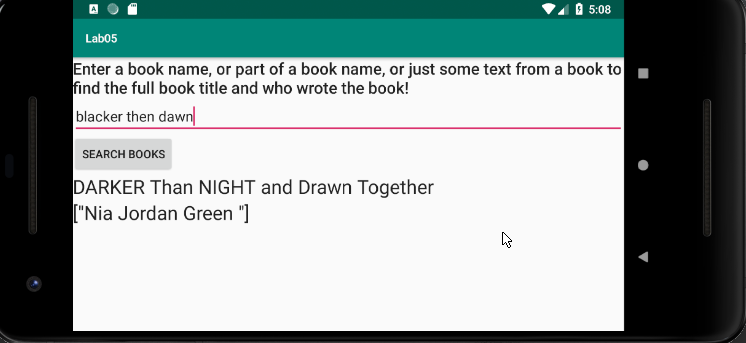 5:08
Lab05
Enter a book name, or part of a book name, or just some text from a book to
find the full book title and who wrote the book!
blacker then dawn
SEARCH BOOKS
DARKER Than NIGHT and Drawn Together
["Nia Jordan Green "]